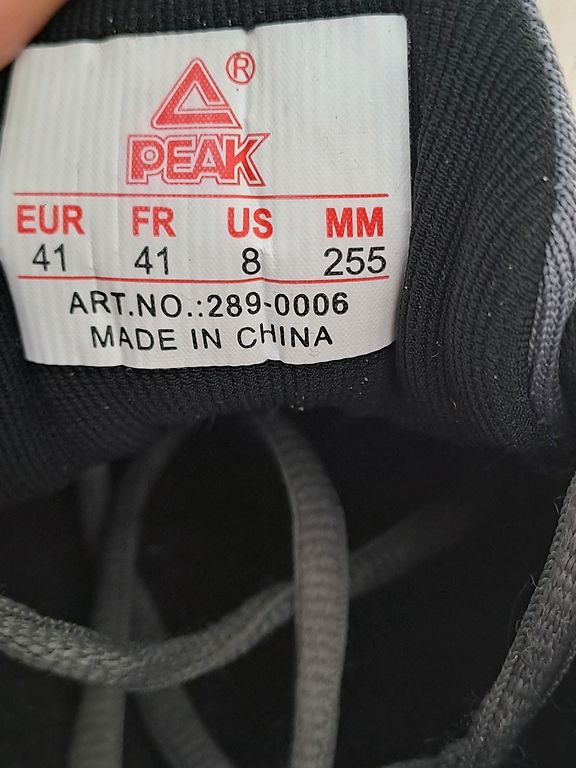 ®
PEAK
EUR FR US MM
41 41 8 255
ART.NO.:289-0006
MADE IN CHINA